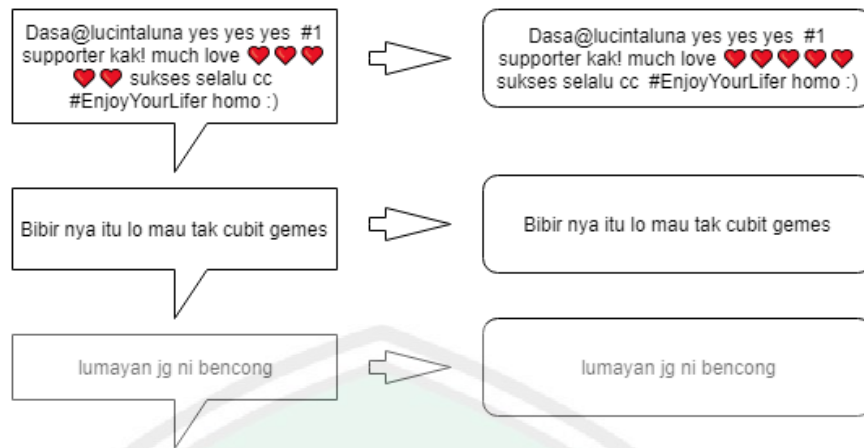 Dasa@lucintaluna yes yes yes  #1
supporter kak! much love ❤❤❤
❤❤ sukses selalu cc
#EnjoyYourLifer homo :)
Dasa@lucintaluna yes yes yes  #1
supporter kak! much love ❤❤❤❤❤
sukses selalu cc  #EnjoyYourLifer homo :)
Bibir nya itu lo mau tak cubit gemes
Bibir nya itu lo mau tak cubit gemes
lumayan jg ni bencong
lumayan jg ni bencong